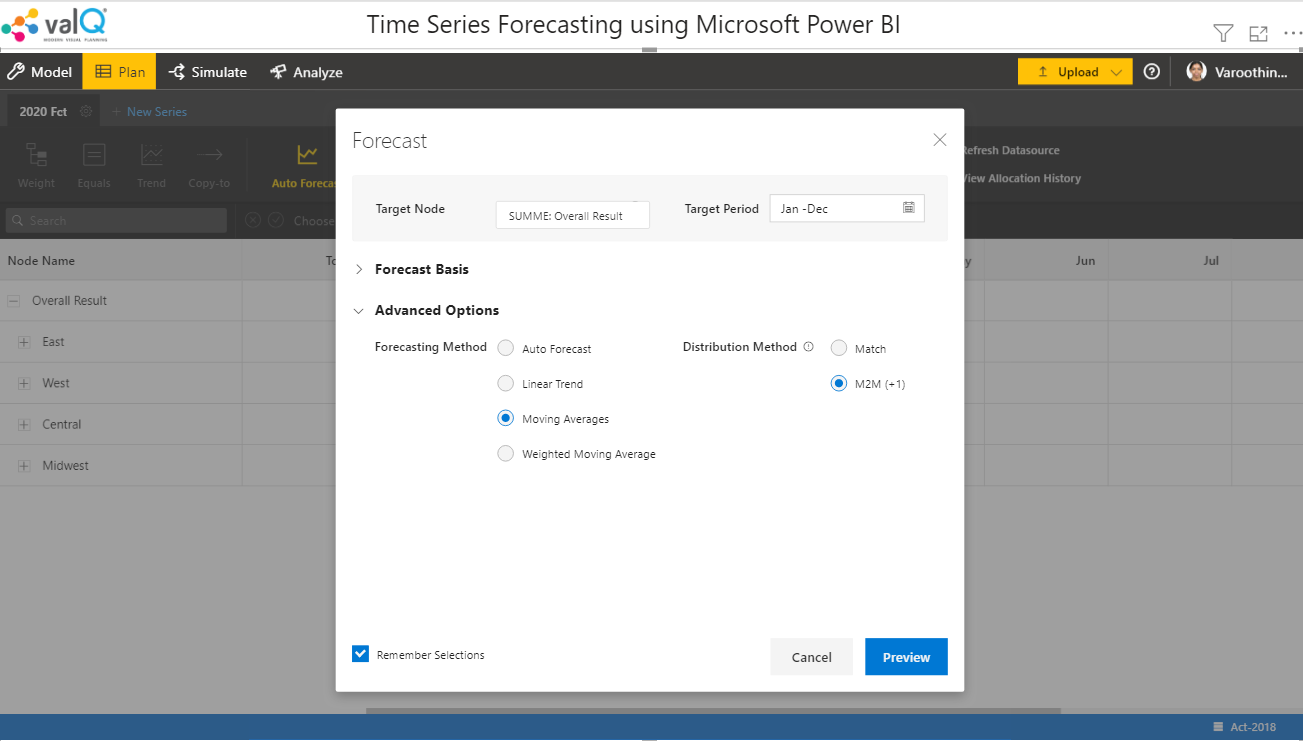 valQ
MODERN VISUAL PLANNING
Time Series Forecasting using Microsoft Power BI
Model
Plan
Simulate
Analyze
Upload
Varoothin...
2020 Fct
+ New Series
Weight
Equals
Trend
Copy-to
Auto Forecas
Refresh Datasource
View Allocation History
Search
Choose
Node Name
To
y
Jun
Jul
Overall Result
East
West
Central
Midwest
Forecast
Target Node
SUMME: Overall Result
Target Period
Jan -Dec
Forecast Basis
Advanced Options
Forecasting Method
Auto Forecast
Linear Trend
Moving Averages
Weighted Moving Average
Distribution Method
Match
M2M (+1)
Remember Selections
Cancel
Preview
Act-2018